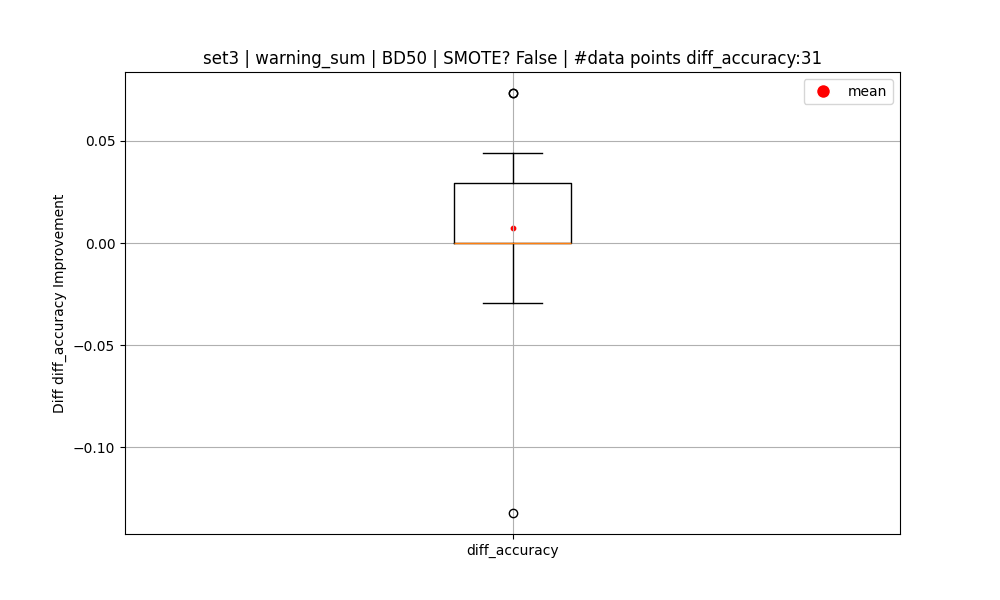 set3 | warning_sum | BD50 | SMOTE? False | #data points diff_accuracy:31
mean
0.05
0.00
−0.05
−0.10
Diff diff_accuracy Improvement
diff_accuracy